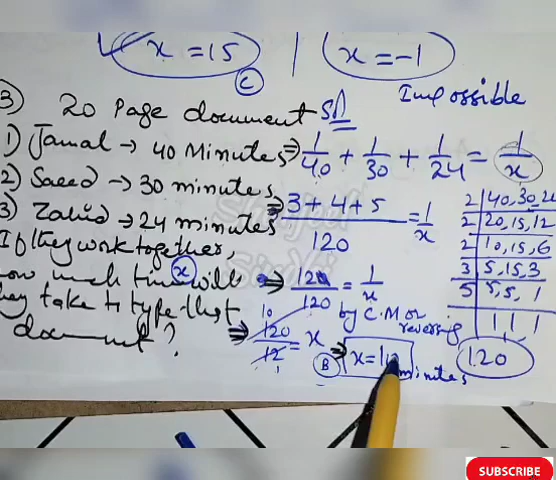 x = 15 | x = -1
C
Impossible
3) 20 Page document
1) Jamal → 40 Minutes ⇒ 1/40 + 1/30 + 1/24 = 1/x
2) Saeed → 30 minutes ⇒ 3 + 4 + 5 / 120 = 1/x
3) Zahid → 24 minutes
If they work together,
how much time (x) will ⇒ 12/120 = 1/x
they take to type that
document?
by C.M or reversing
⇒ 120/12 = x
10
B ⇒ x = 10 minutes
2 | 40, 30, 24
2 | 20, 15, 12
2 | 10, 15, 6
3 | 5, 15, 3
5 | 5, 5, 1
1, 1, 1
120
SUBSCRIBE